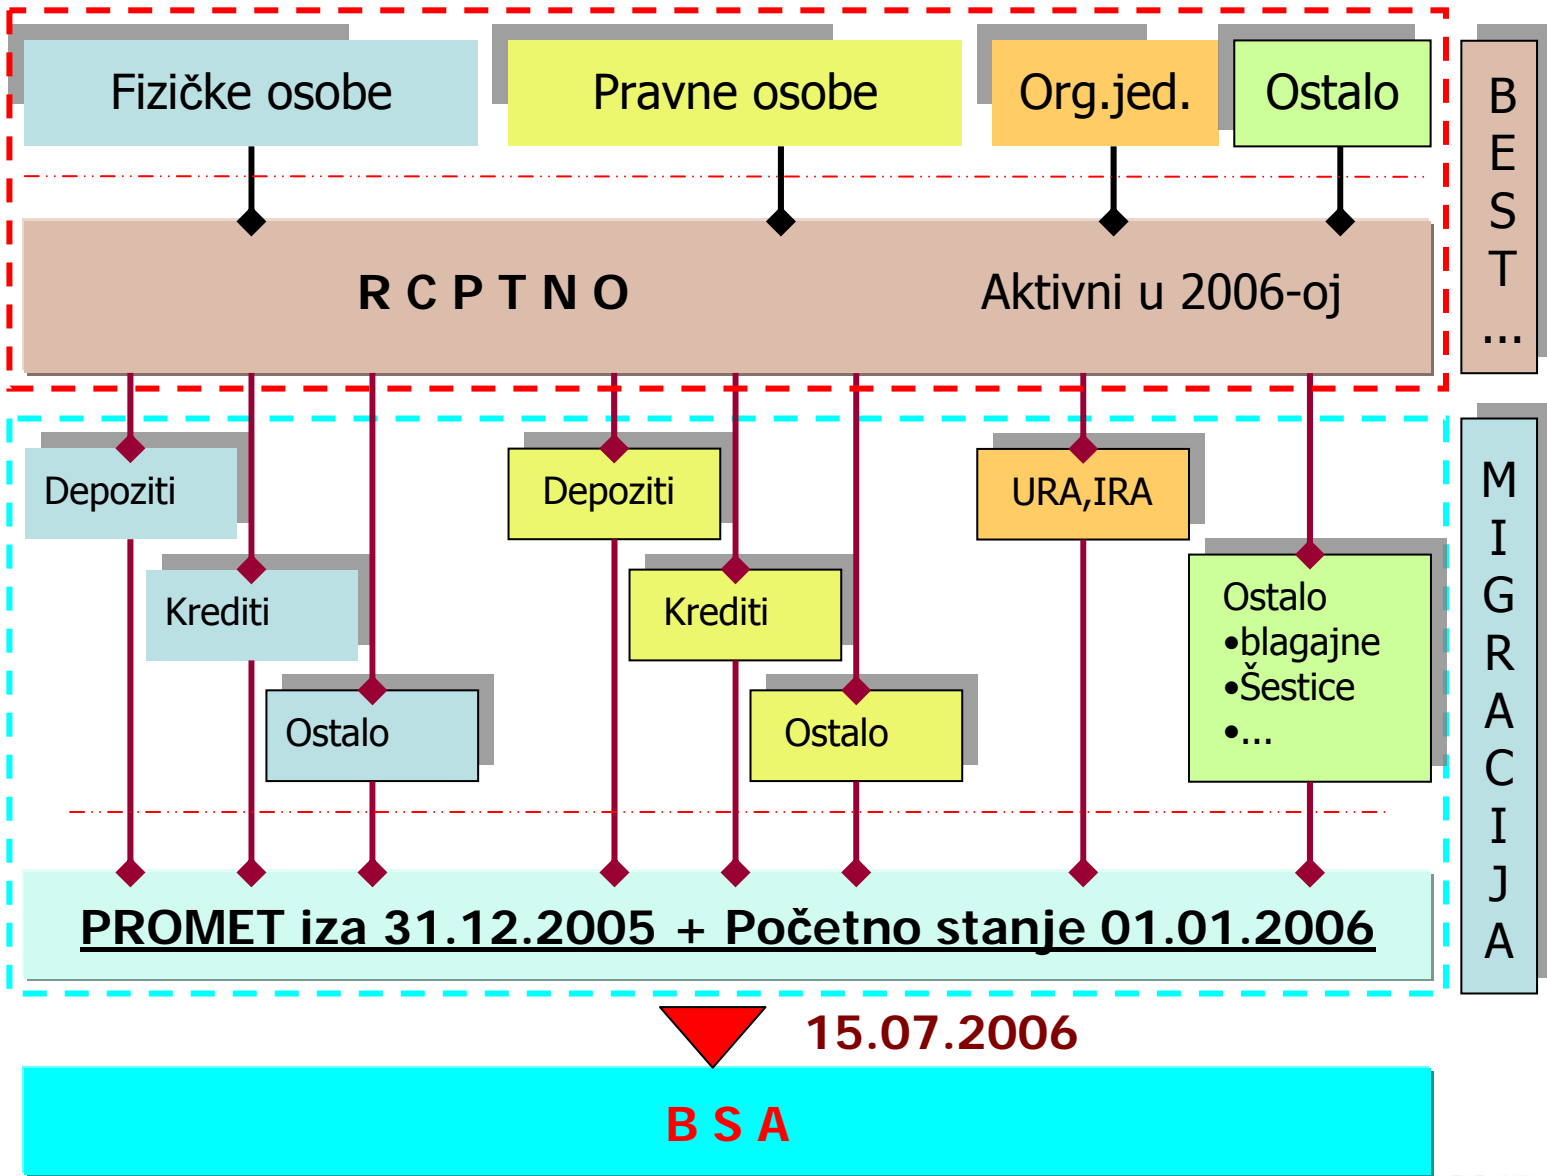 Fizičke osobe
Pravne osobe
Org.jed.
Ostalo
B
E
S
T
...
R C P T N O
Aktivni u 2006-oj
Depoziti
Krediti
Ostalo
Depoziti
Krediti
Ostalo
URA,IRA
Ostalo
•blagajne
•Šestice
•...
M
I
G
R
A
C
I
J
A
PROMET iza 31.12.2005 + Početno stanje 01.01.2006
15.07.2006
B S A